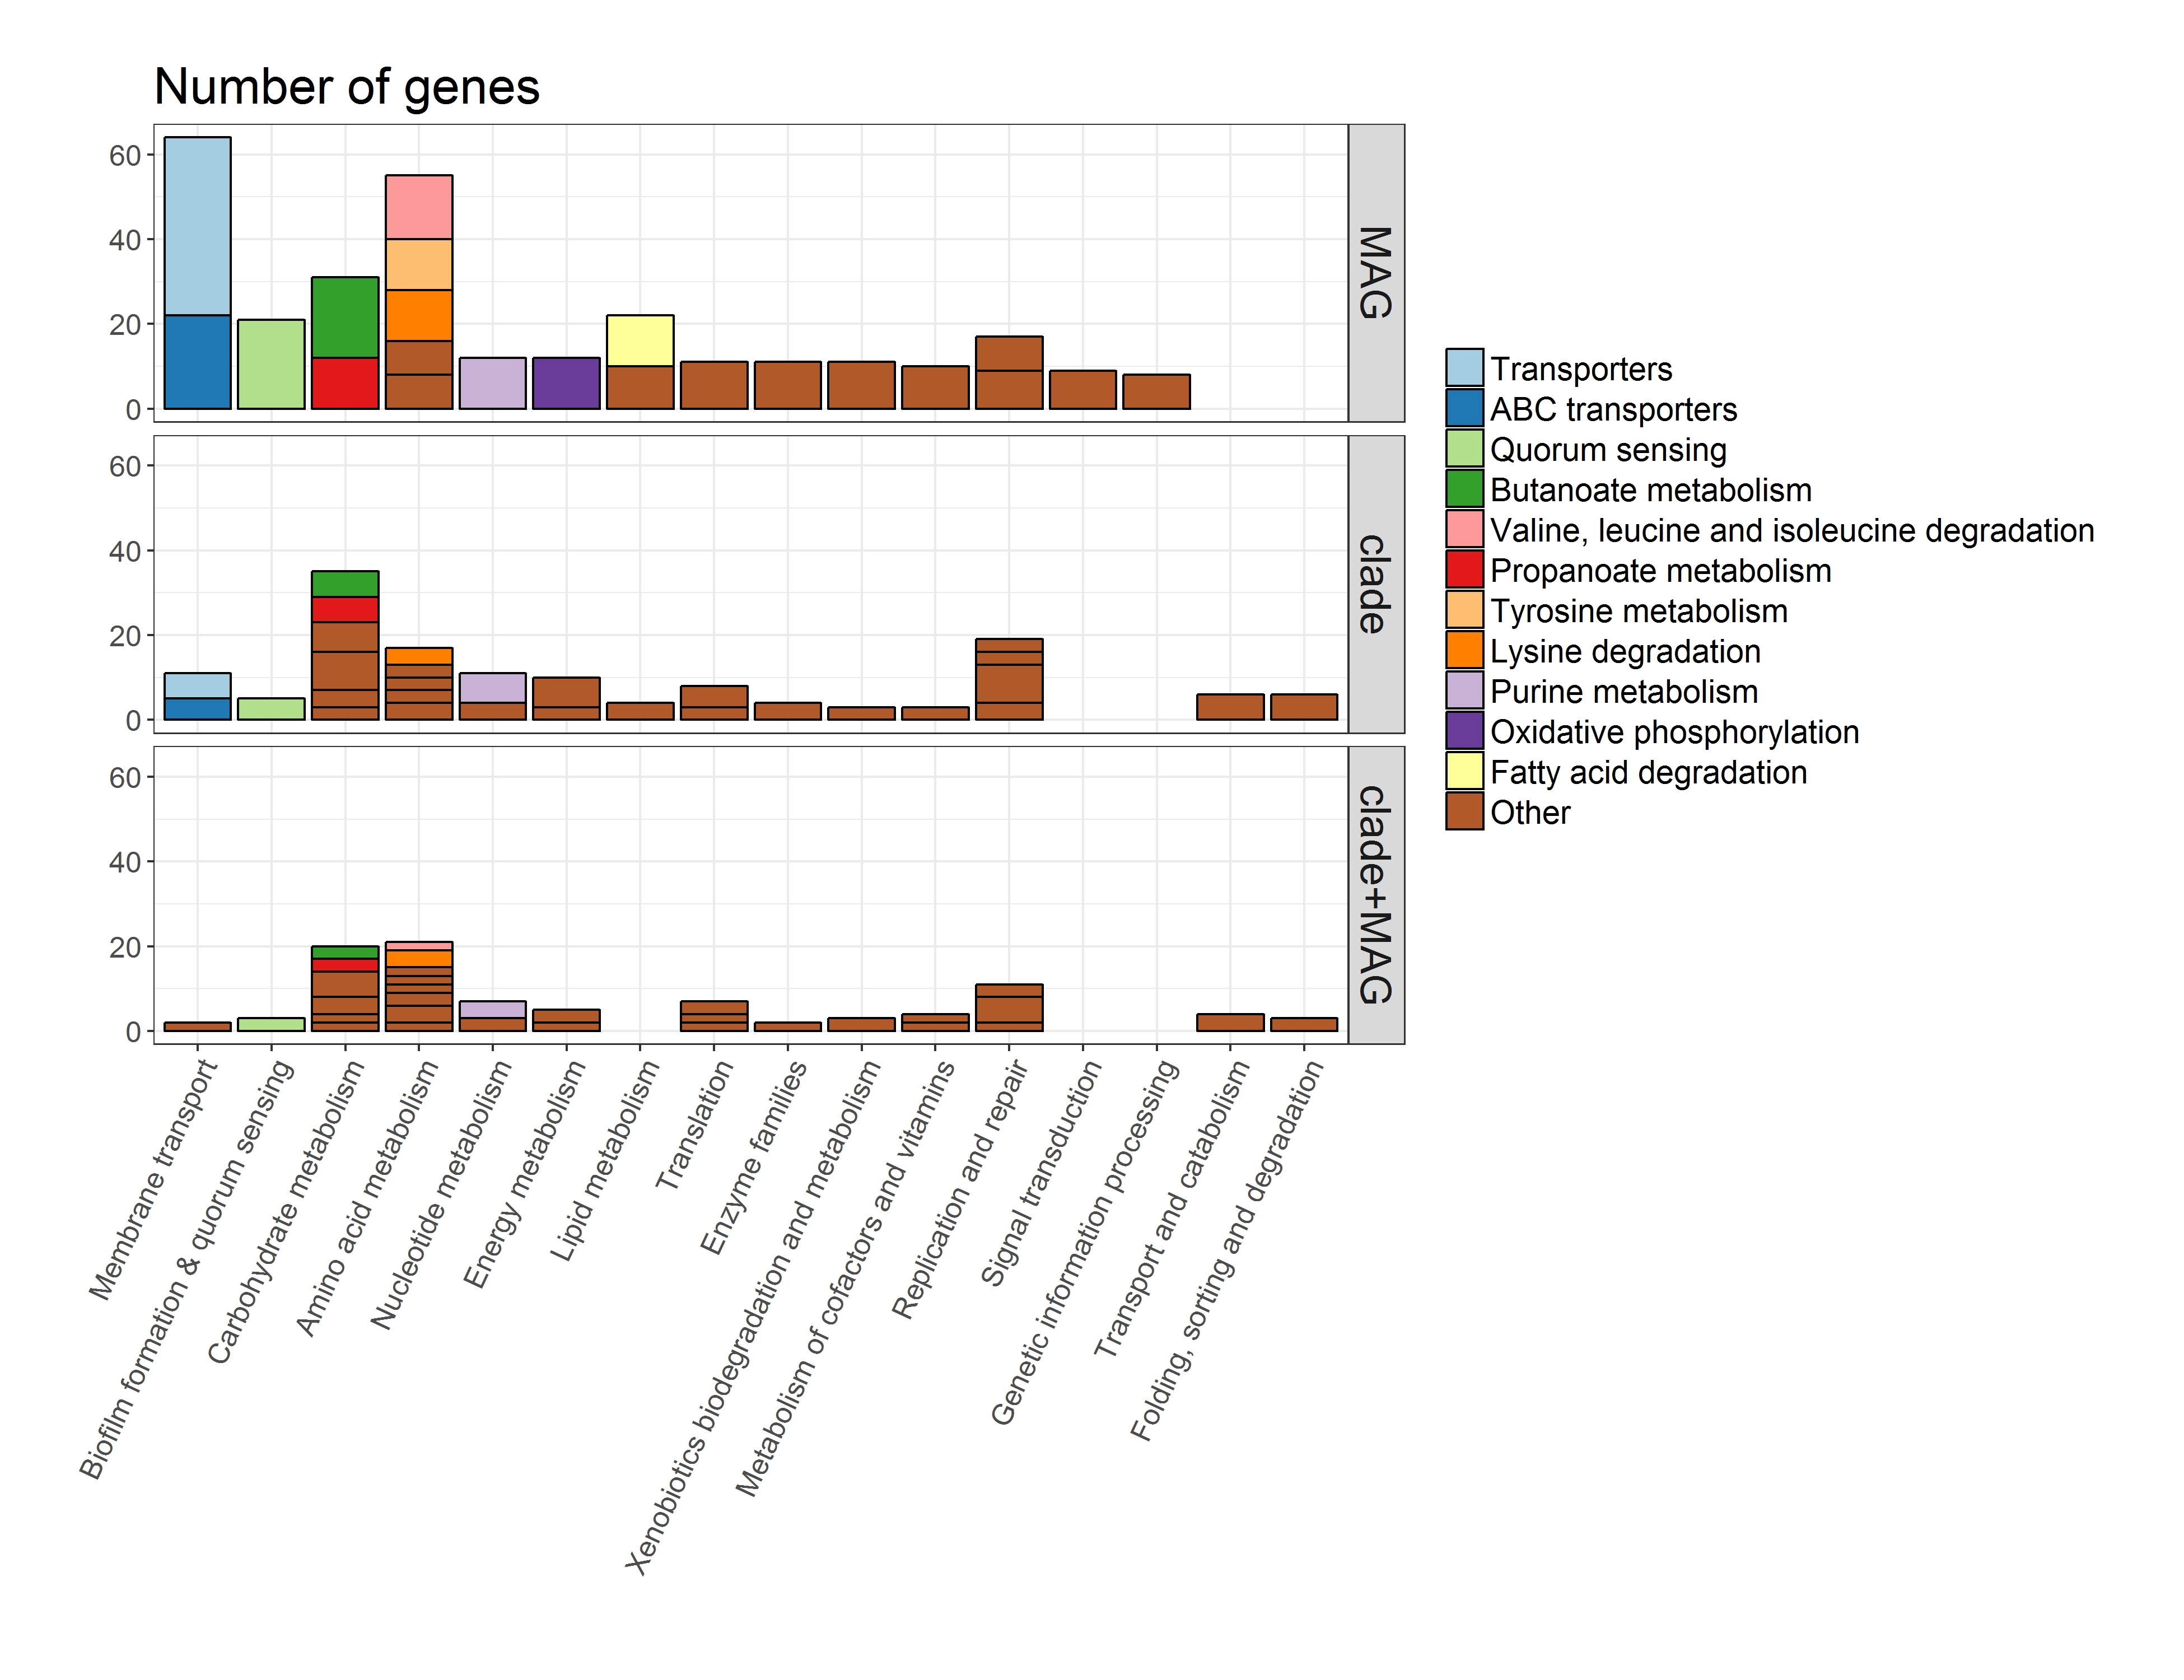 Number of genes
60
40
20
0
MAG
60
40
20
0
clade
60
40
20
0
clade+MAG
Membrane transport
Biofilm formation & quorum sensing
Carbohydrate metabolism
Amino acid metabolism
Nucleotide metabolism
Energy metabolism
Lipid metabolism
Translation
Enzyme families
Xenobiotics biodegradation and metabolism
Metabolism of cofactors and vitamins
Replication and repair
Signal transduction
Genetic information processing
Transport and catabolism
Folding, sorting and degradation
Transporters
ABC transporters
Quorum sensing
Butanoate metabolism
Valine, leucine and isoleucine degradation
Propanoate metabolism
Tyrosine metabolism
Lysine degradation
Purine metabolism
Oxidative phosphorylation
Fatty acid degradation
Other